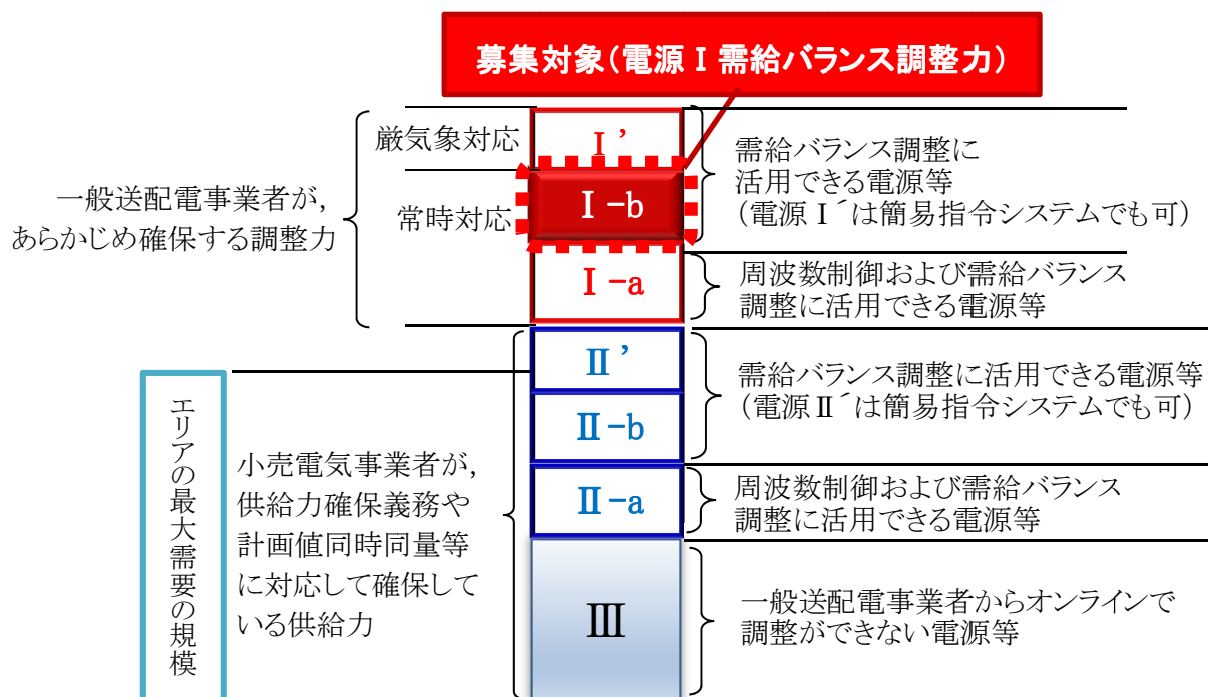 募集対象(電源Ⅰ需給バランス調整力)
厳気象対応
常時対応
一般送配電事業者が,
あらかじめ確保する調整力
Ⅰ’
Ⅰ-b
Ⅰ-a
需給バランス調整に
活用できる電源等
(電源Ⅰ´は簡易指令システムでも可)
周波数制御および需給バランス
調整に活用できる電源等
エリアの最大需要の規模
小売電気事業者が,
供給力確保義務や
計画値同時同量等
に対応して確保して
いる供給力
Ⅱ’
Ⅱ-b
Ⅱ-a
Ⅲ
需給バランス調整に活用できる電源等
(電源Ⅱ´は簡易指令システムでも可)
周波数制御および需給バランス
調整に活用できる電源等
一般送配電事業者からオンラインで
調整ができない電源等